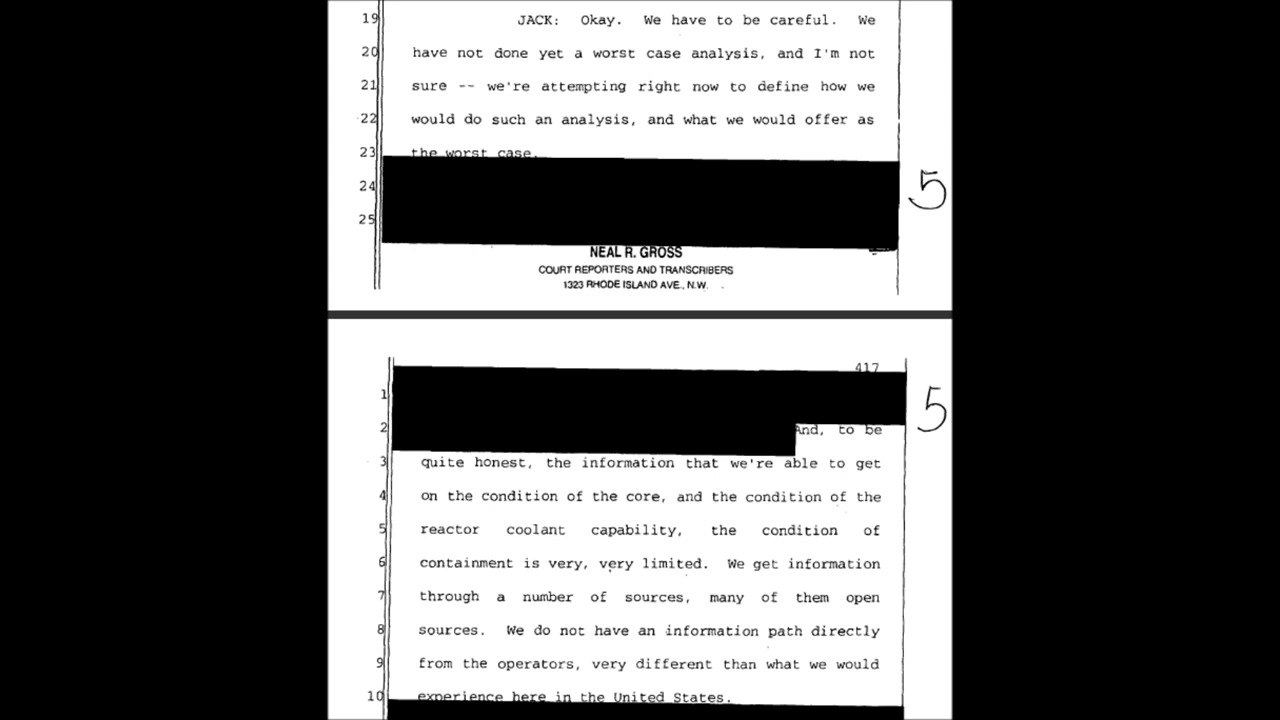 19 JACK: Okay. We have to be careful. We
20 have not done yet a worst case analysis, and I'm not
21 sure -- we're attempting right now to define how we
22 would do such an analysis, and what we would offer as
23 the worst case.
24
5
25
NEAL R. GROSS
COURT REPORTERS AND TRANSCRIBERS
1323 RHODE ISLAND AVE., N.W.
417
1
5
2 And, to be
3 quite honest, the information that we're able to get
4 on the condition of the core, and the condition of the
5 reactor coolant capability, the condition of
6 containment is very, very limited. We get information
7 through a number of sources, many of them open
8 sources. We do not have an information path directly
9 from the operators, very different than what we would
10 experience here in the United States.